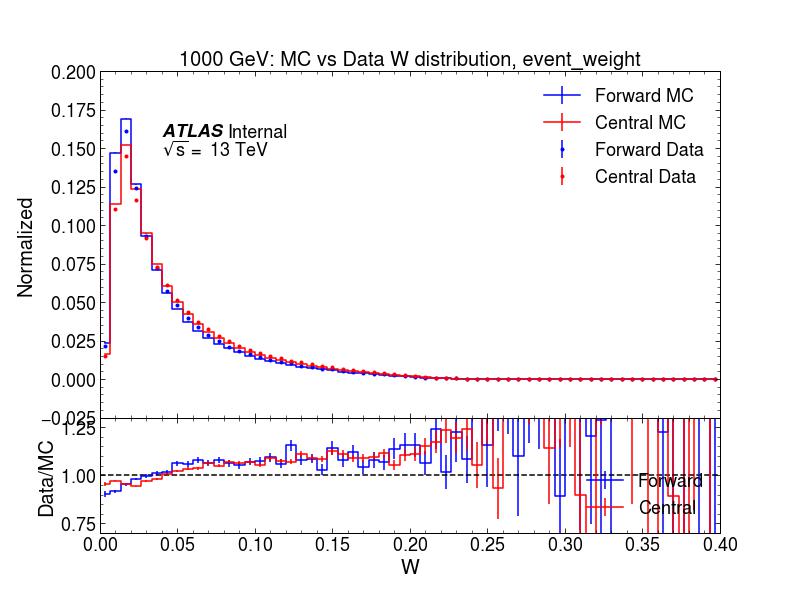 1000 GeV: MC vs Data W distribution, event_weight
0.200
0.175
0.150
0.125
0.100
0.075
0.050
0.025
0.000
−0.025
Normalized
ATLAS Internal
√s = 13 TeV
Forward MC
Central MC
Forward Data
Central Data
1.25
1.00
0.75
Data/MC
Forward
Central
0.00 0.05 0.10 0.15 0.20 0.25 0.30 0.35 0.40
W